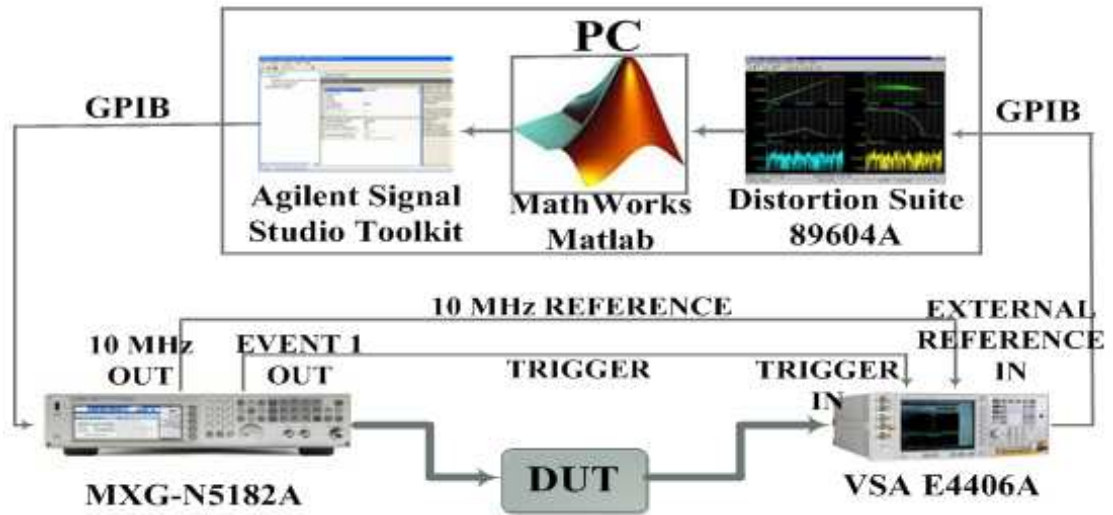 PC
GPIB
GPIB
Agilent Signal
Studio Toolkit
MathWorks
Matlab
Distortion Suite
89604A
10 MHz REFERENCE
10 MHz
OUT
EVENT 1
OUT
TRIGGER
TRIGGER
IN
EXTERNAL
REFERENCE
IN
MXG-N5182A
DUT
VSA E4406A